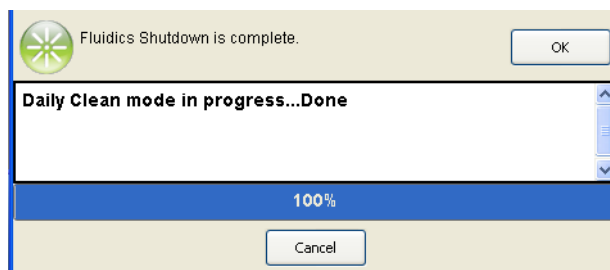 Fluidics Shutdown is complete.
OK
Daily Clean mode in progress...Done
100%
Cancel